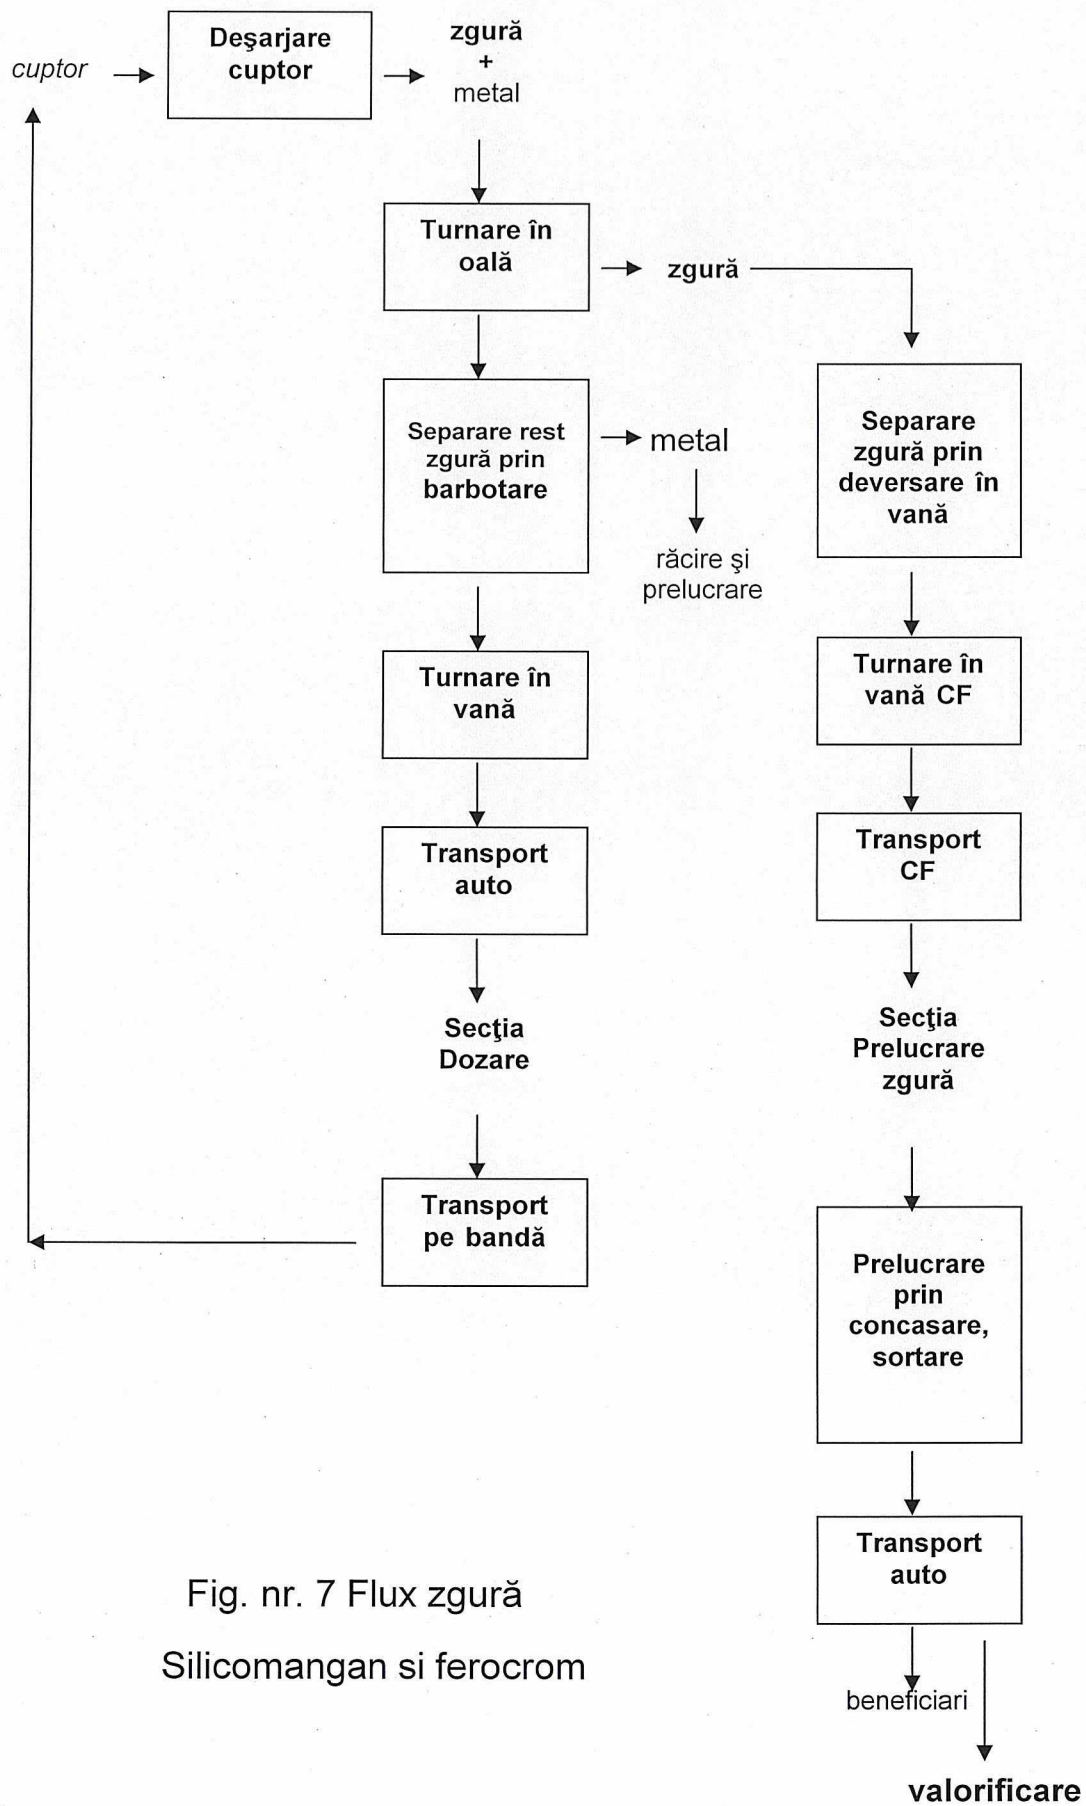 cuptor
Deşarjare
cuptor
zgură
+
metal
Turnare în
oală
zgură
Separare rest
zgură prin
barbotare
metal
răcire şi
prelucrare
Turnare în
vană
Transport
auto
Secţia
Dozare
Transport
pe bandă
Separare
zgură prin
deversare în
vană
Turnare în
vană CF
Transport
CF
Secţia
Prelucrare
zgură
Prelucrare
prin
concasare,
sortare
Transport
auto
beneficiari
valorificare
Fig. nr. 7 Flux zgură
Silicomangan si ferocrom